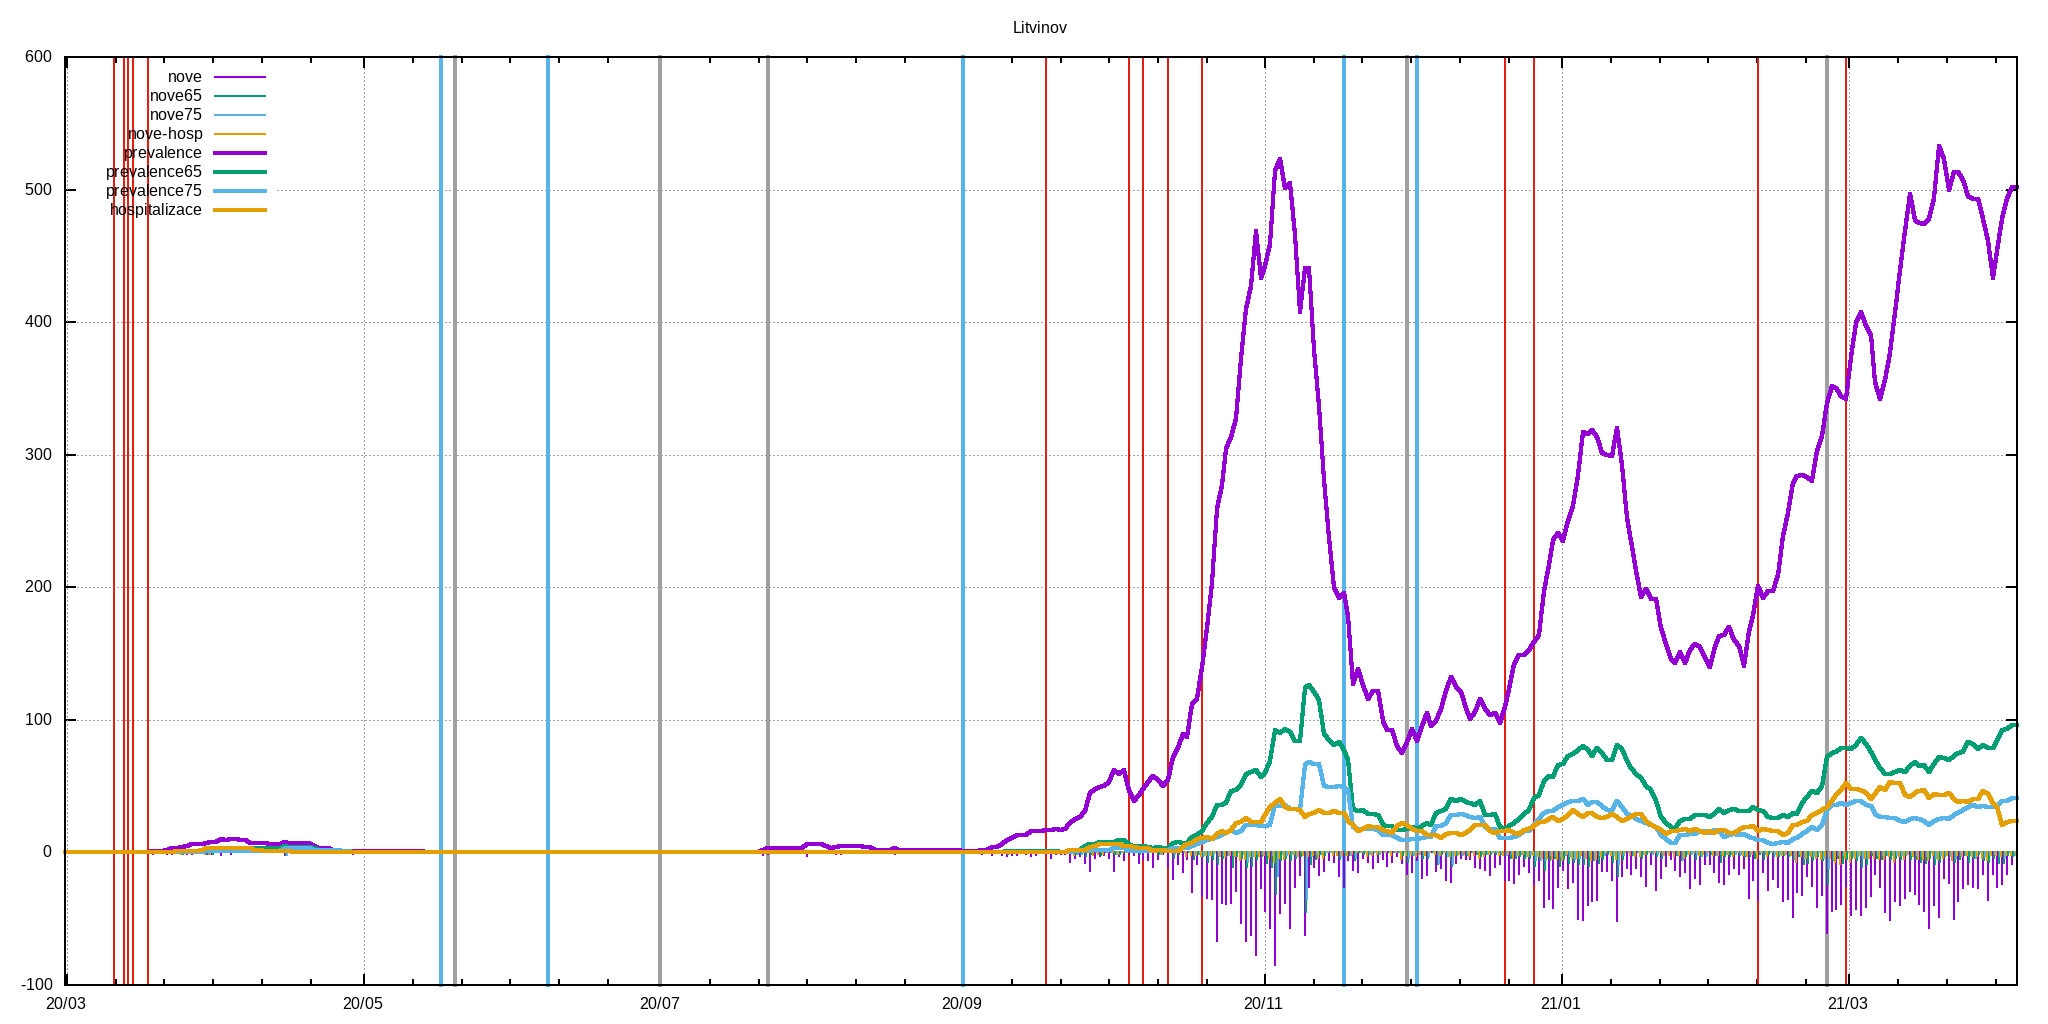 Litvinov
600
500
400
300
200
100
0
-100
nove
nove65
nove75
nove-hosp
prevalence
prevalence65
prevalence75
hospitalizace
20/03 20/05 20/07 20/09 20/11 21/01 21/03